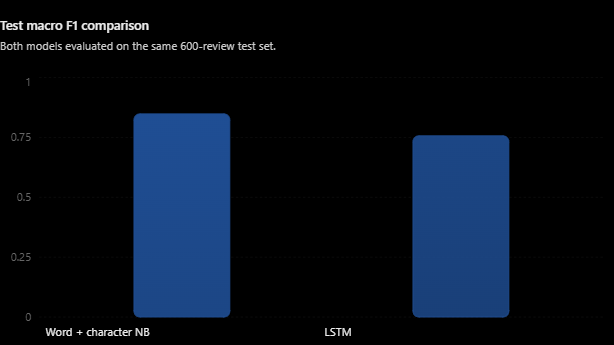 Test macro F1 comparison
Both models evaluated on the same 600-review test set.
1
0.75
0.5
0.25
0
Word + character NB
LSTM